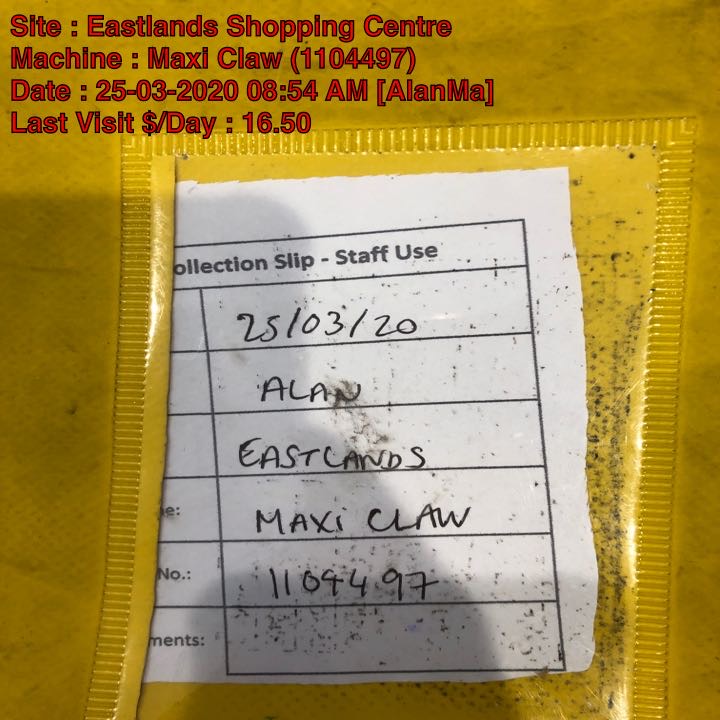 Site : Eastlands Shopping Centre
Machine : Maxi Claw (1104497)
Date : 25-03-2020 08:54 AM [AlanMa]
Last Visit $/Day : 16.50
ollection Slip - Staff Use
25/03/20
ALAN
EASTLANDS
e:
MAXi CLAW
No.:
1104497
ments: